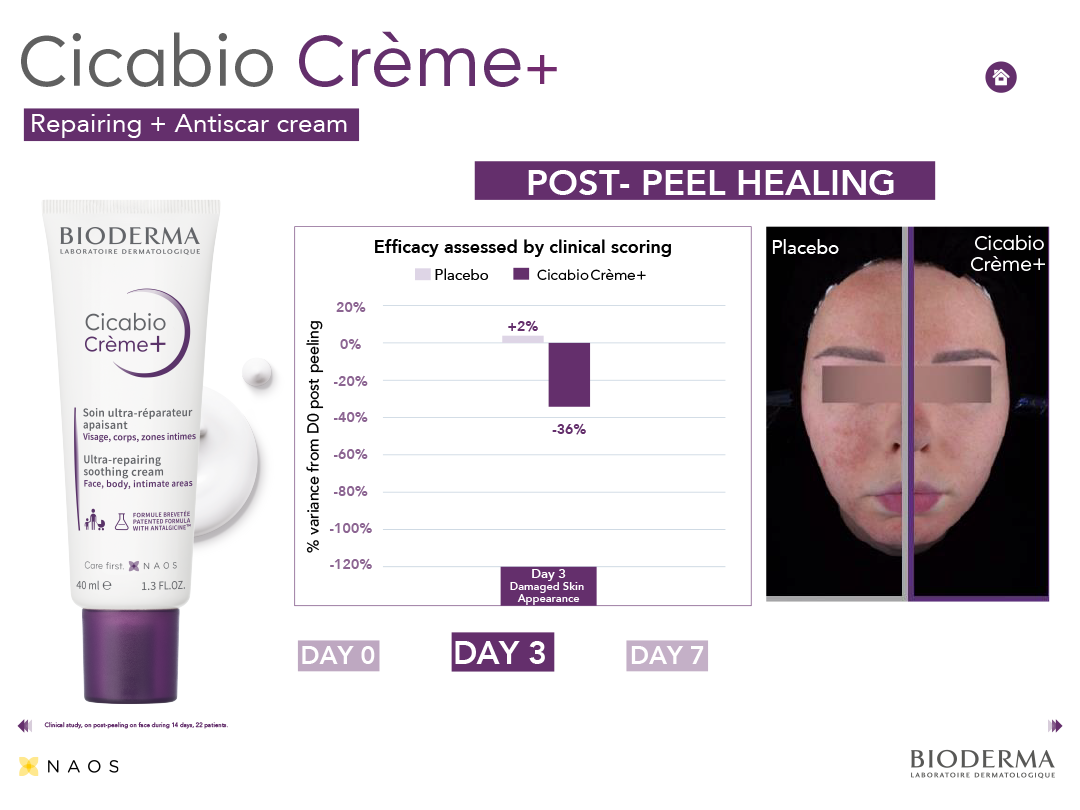 Cicabio Crème+
Repairing + Antiscar cream
POST- PEEL HEALING
BIODERMA
LABORATOIRE DERMATOLOGIQUE
Cicabio
Crème+
Soin ultra-réparateur
apaisant
Visage, corps, zones intimes
Ultra-repairing
soothing cream
Face, body, intimate areas
FORMULE BREVETÉE
PATENTED FORMULA
WITH ANTALGICINE™
Care first. NAOS
40 ml ℮ 1.3 FL.OZ.
Efficacy assessed by clinical scoring
Placebo Cicabio Crème+
% variance from D0 post peeling
20%
0%
-20%
-40%
-60%
-80%
-100%
-120%
+2%
-36%
Day 3
Damaged Skin
Appearance
Placebo
Cicabio
Crème+
DAY 0 DAY 3 DAY 7
Clinical study, on post-peeling on face during 14 days, 22 patients.
NAOS
BIODERMA
LABORATOIRE DERMATOLOGIQUE